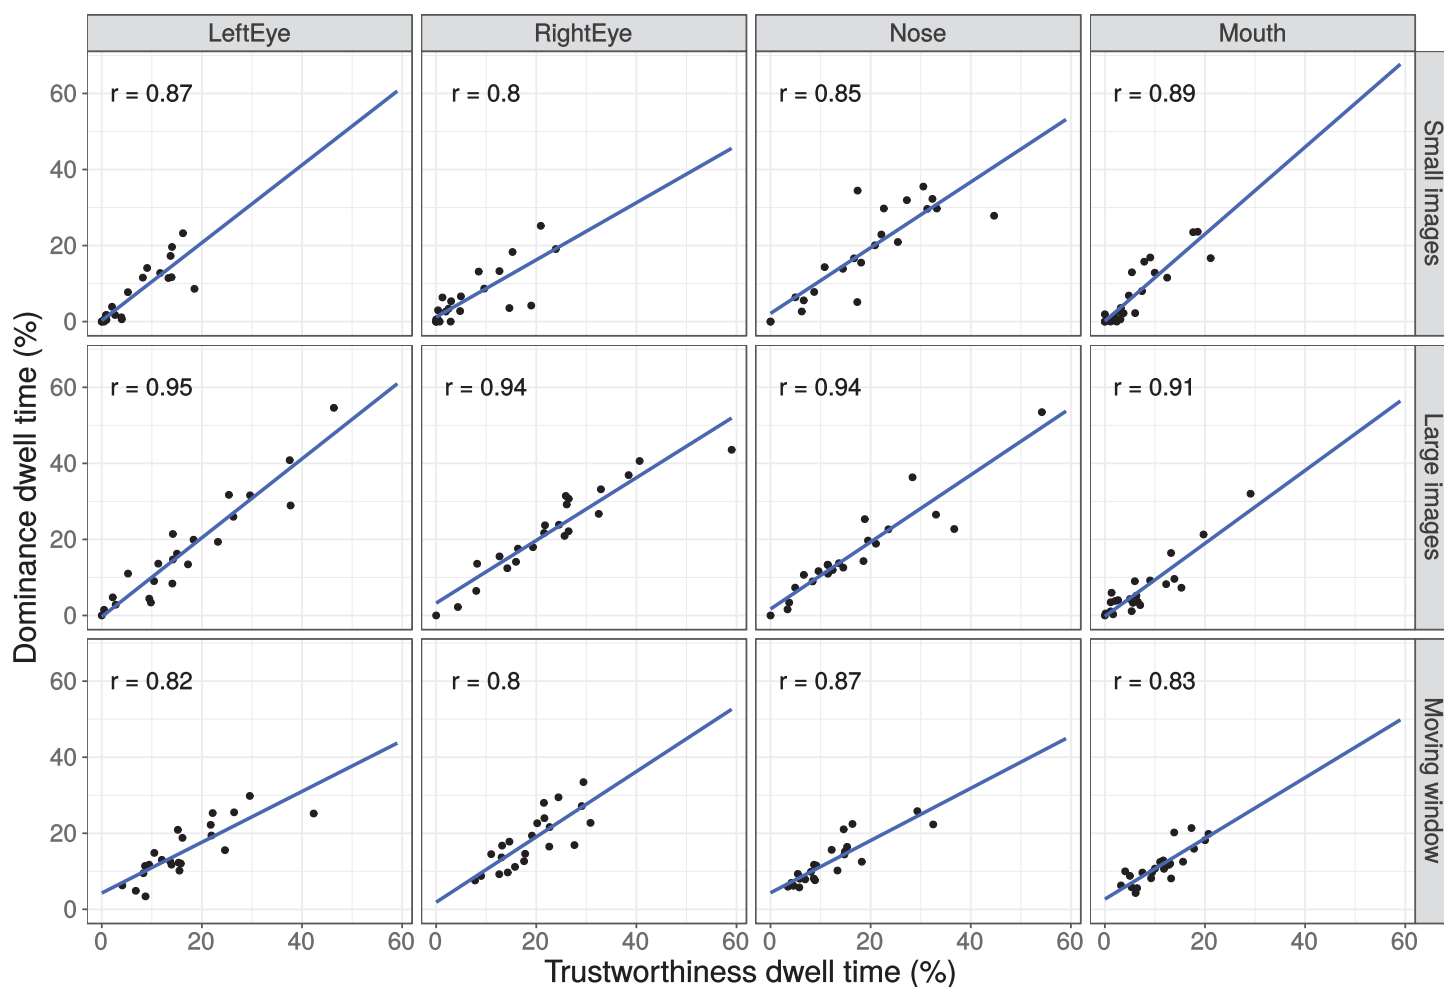 LeftEye RightEye Nose Mouth
60 r = 0.87 r = 0.8 r = 0.85 r = 0.89 Small images
40
20
0
60 r = 0.95 r = 0.94 r = 0.94 r = 0.91 Large images
40
20
0
60 r = 0.82 r = 0.8 r = 0.87 r = 0.83 Moving window
40
20
0
0 20 40 60 0 20 40 60 0 20 40 60 0 20 40 60
Trustworthiness dwell time (%)
Dominance dwell time (%)